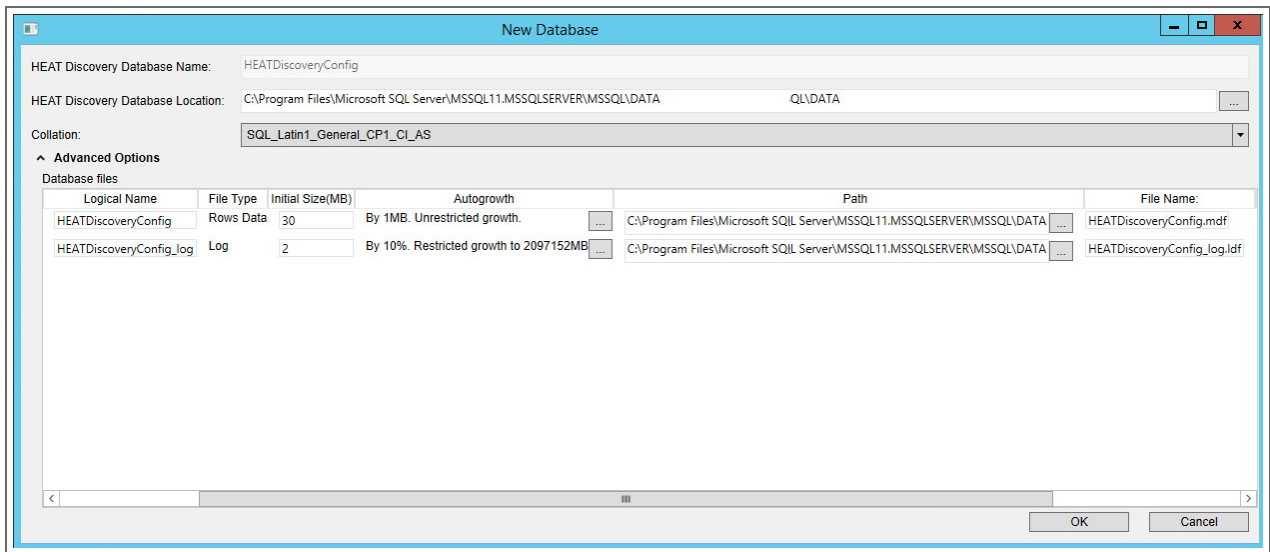 New Database
HEAT Discovery Database Name: HEATDiscoveryConfig
HEAT Discovery Database Location: C:\Program Files\Microsoft SQL Server\MSSQL11.MSSQLSERVER\MSSQL\DATA QL\DATA ...
Collation: SQL_Latin1_General_CP1_CI_AS
Advanced Options
Database files
Logical Name File Type Initial Size(MB) Autogrowth Path File Name:
HEATDiscoveryConfig Rows Data 30 By 1MB. Unrestricted growth. ... C:\Program Files\Microsoft SQIL Server\MSSQL11.MSSQLSERVER\MSSQL\DATA ... HEATDiscoveryConfig.mdf
HEATDiscoveryConfig_log Log 2 By 10%. Restricted growth to 2097152MB ... C:\Program Files\Microsoft SQIL Server\MSSQL11.MSSQLSERVER\MSSQL\DATA ... HEATDiscoveryConfig_log.ldf
OK Cancel